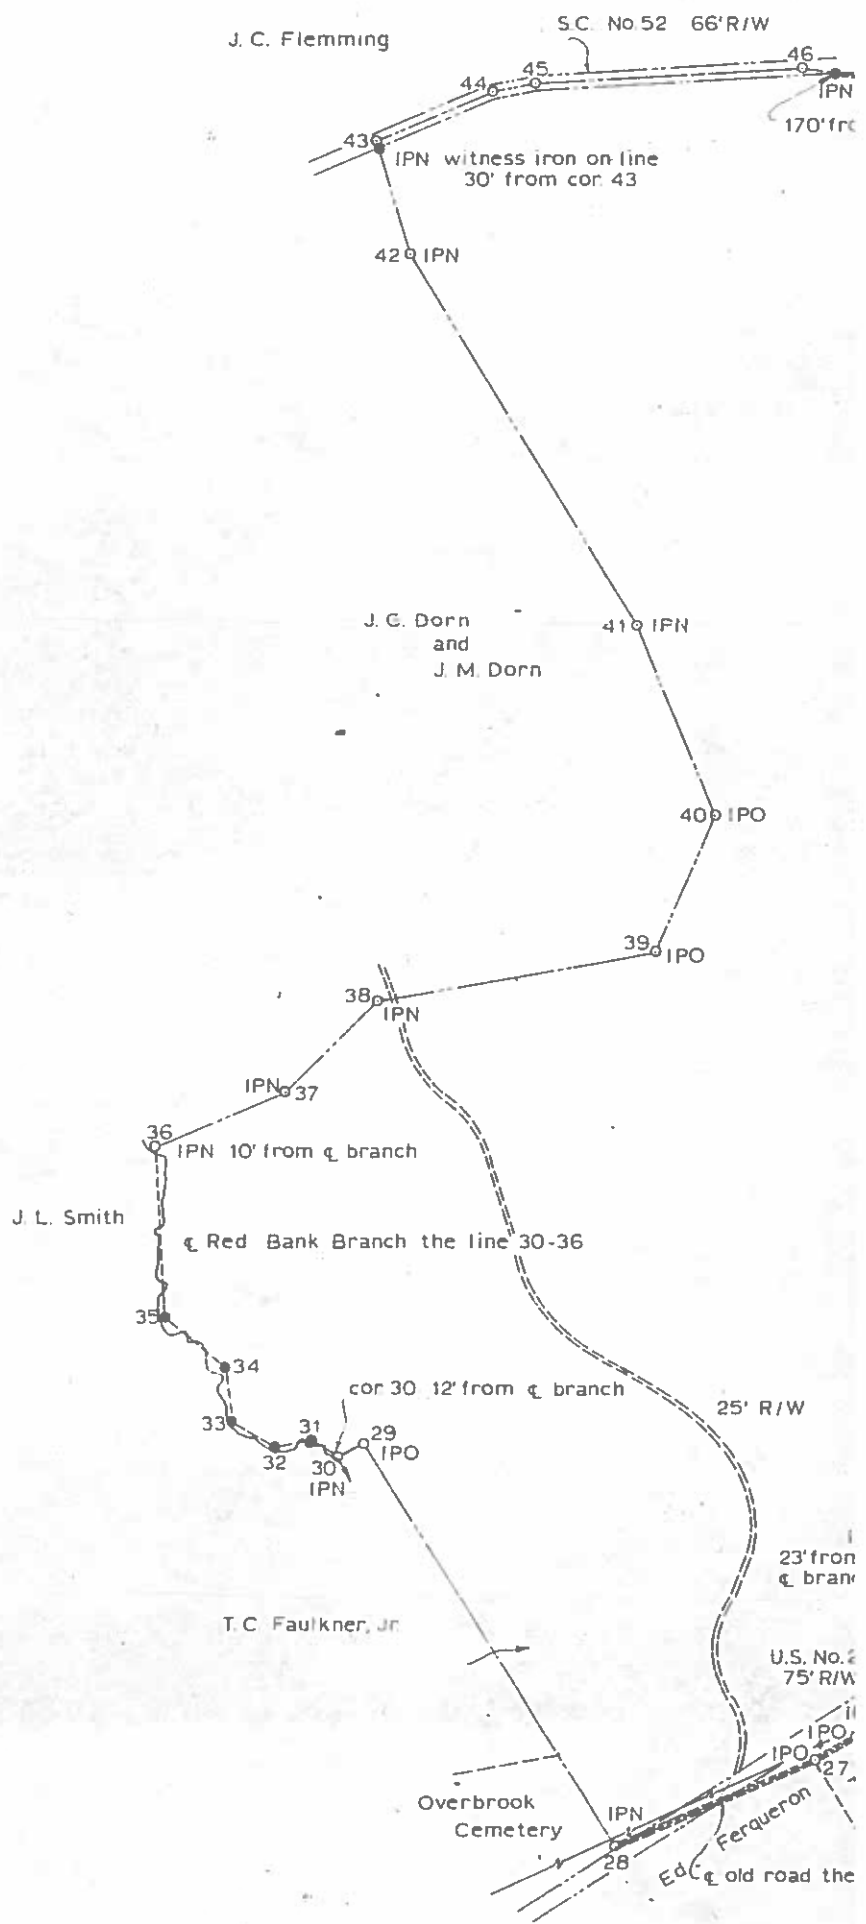 J. C. Flemming
S.C. No. 52 66' R/W
46
45
44
IPN
170' fro
43
IPN witness iron on line
30' from cor. 43
42 IPN
J. C. Dorn
and
J. M. Dorn
41 IPN
40 IPO
39 IPO
38
IPN
IPN
37
36
IPN 10' from ℄ branch
J. L. Smith
℄ Red Bank Branch the line 30-36
35
34
cor. 30 12' from ℄ branch
25' R/W
33
31
29
IPO
32
30
IPN
23' from
℄ bran
T. C. Faulkner, Jr.
U.S. No. 2
75' R/W
IPO
IPO
27
Overbrook
Cemetery
IPN
28
Ed Ferqueron
℄ old road the